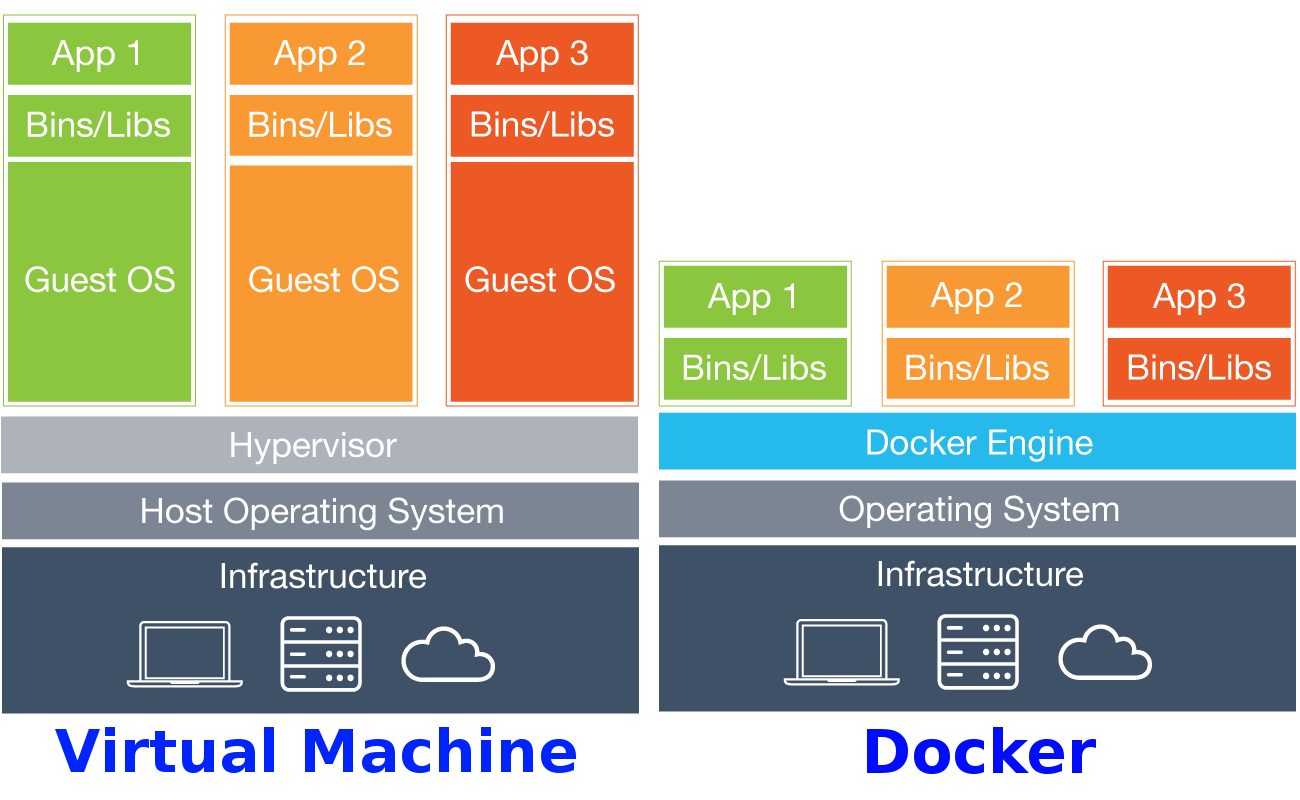 App 1
App 2
App 3
Bins/Libs
Bins/Libs
Bins/Libs
Guest OS
Guest OS
Guest OS
Hypervisor
Host Operating System
Infrastructure
Virtual Machine
App 1
App 2
App 3
Bins/Libs
Bins/Libs
Bins/Libs
Docker Engine
Operating System
Infrastructure
Docker